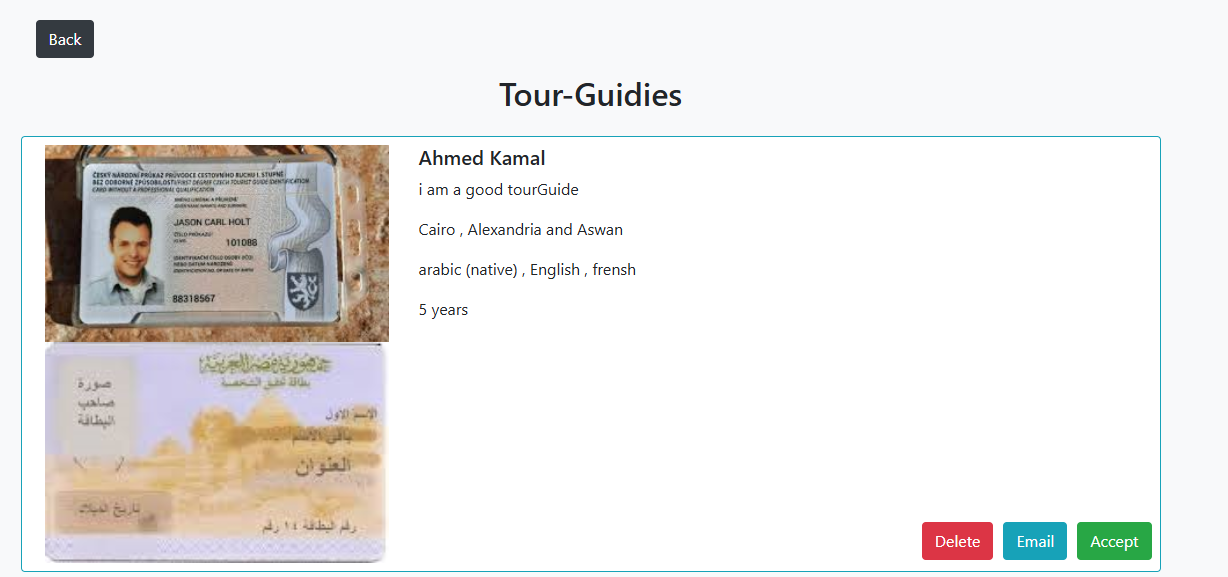 Back
Tour-Guidies
ČESKÝ NÁRODNÍ PRŮKAZ PRŮVODCE CESTOVNÍHO RUCHU I. STUPNĚ
BEZ ODBORNÉ ZPŮSOBILOSTI/FIRST DEGREE CZECH TOURIST GUIDE IDENTIFICATION
CARD WITHOUT A PROFESSIONAL QUALIFICATION
JASON CARL HOLT
101088
88318567
Ahmed Kamal
i am a good tourGuide
Cairo , Alexandria and Aswan
arabic (native) , English , frensh
5 years
جمهورية مصر العربية
بطاقة تحقيق الشخصية
صورة
صاحب
البطاقة
الاسم الاول
باقى الاسم
العنوان
تاريخ الميلاد
رقم البطاقة ١٤ رقم
Delete
Email
Accept